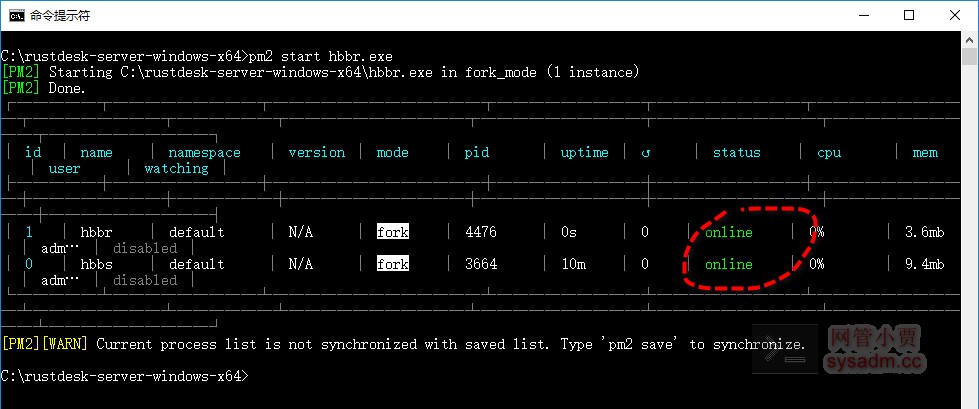 命令提示符
C:\rustdesk-server-windows-x64>pm2 start hbbr.exe
[PM2] Starting C:\rustdesk-server-windows-x64\hbbr.exe in fork_mode (1 instance)
[PM2] Done.
id name namespace version mode pid uptime ↺ status cpu mem
user watching
1 hbbr default N/A fork 4476 0s 0 online 0% 3.6mb
adm… disabled
0 hbbs default N/A fork 3664 10m 0 online 0% 9.4mb
adm… disabled
[PM2][WARN] Current process list is not synchronized with saved list. Type 'pm2 save' to synchronize.
C:\rustdesk-server-windows-x64>
网管小贾
sysadm.cc